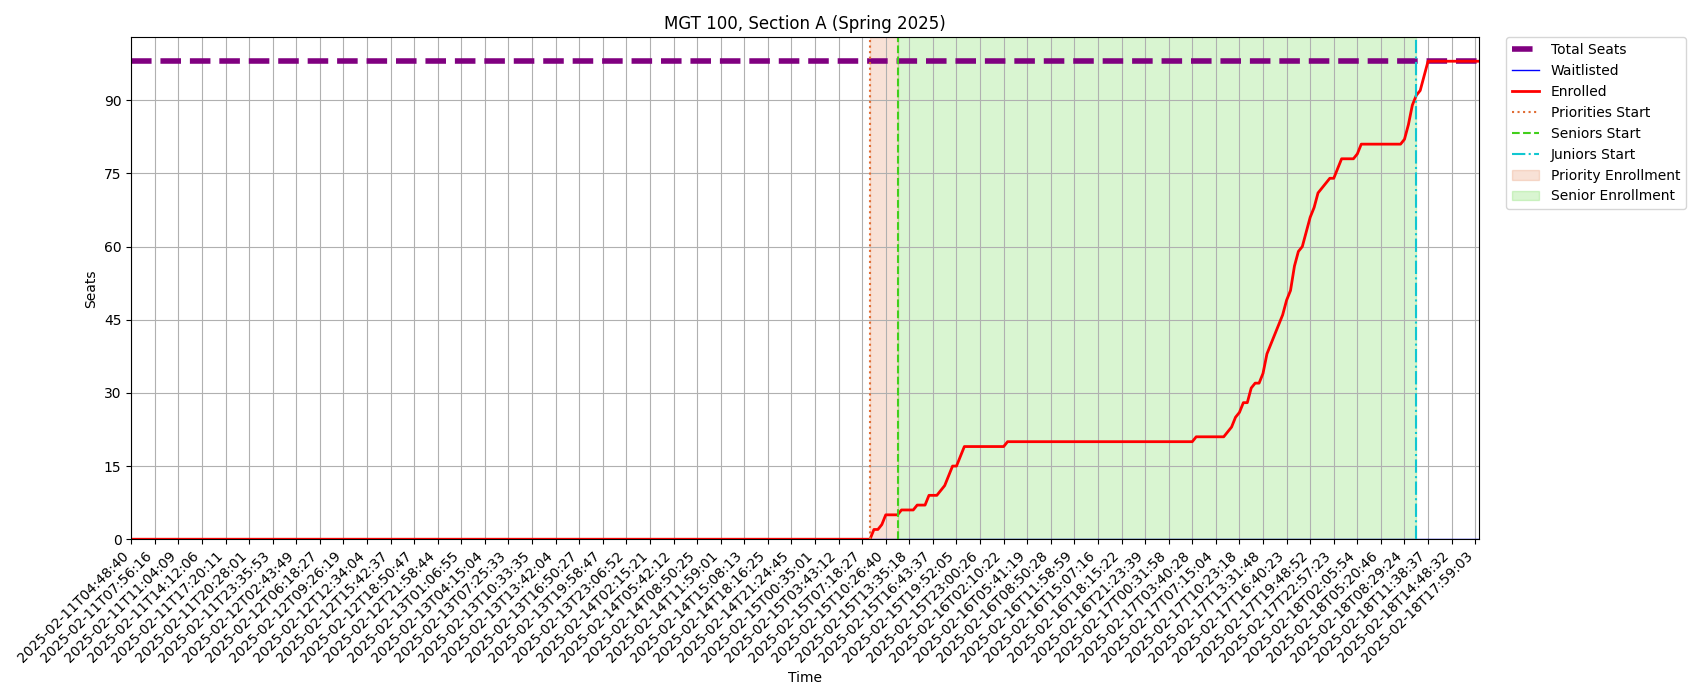 MGT 100, Section A (Spring 2025)
Total Seats
Waitlisted
Enrolled
Priorities Start
Seniors Start
Juniors Start
Priority Enrollment
Senior Enrollment
Seats
90
75
60
45
30
15
0
2025-02-11T04:48:40
2025-02-11T07:56:16
2025-02-11T11:04:09
2025-02-11T14:12:06
2025-02-11T17:20:11
2025-02-11T20:28:01
2025-02-11T23:35:53
2025-02-12T02:43:49
2025-02-12T06:18:27
2025-02-12T09:26:19
2025-02-12T12:34:04
2025-02-12T15:42:37
2025-02-12T18:50:47
2025-02-12T21:58:44
2025-02-13T01:06:55
2025-02-13T04:15:04
2025-02-13T07:25:33
2025-02-13T10:33:35
2025-02-13T13:42:04
2025-02-13T16:50:27
2025-02-13T19:58:47
2025-02-13T23:06:52
2025-02-14T02:15:21
2025-02-14T05:42:12
2025-02-14T08:50:25
2025-02-14T11:59:01
2025-02-14T15:08:13
2025-02-14T18:16:25
2025-02-14T21:24:45
2025-02-15T00:35:01
2025-02-15T03:43:12
2025-02-15T07:18:27
2025-02-15T10:26:40
2025-02-15T13:35:18
2025-02-15T16:43:37
2025-02-15T19:52:05
2025-02-15T23:00:26
2025-02-16T02:10:22
2025-02-16T05:41:19
2025-02-16T08:50:28
2025-02-16T11:58:59
2025-02-16T15:07:16
2025-02-16T18:15:22
2025-02-16T21:23:39
2025-02-17T00:31:58
2025-02-17T03:40:28
2025-02-17T07:15:04
2025-02-17T10:23:18
2025-02-17T13:31:48
2025-02-17T16:40:23
2025-02-17T19:48:52
2025-02-17T22:57:23
2025-02-18T02:05:54
2025-02-18T05:20:46
2025-02-18T08:29:24
2025-02-18T11:38:37
2025-02-18T14:48:32
2025-02-18T17:59:03
Time